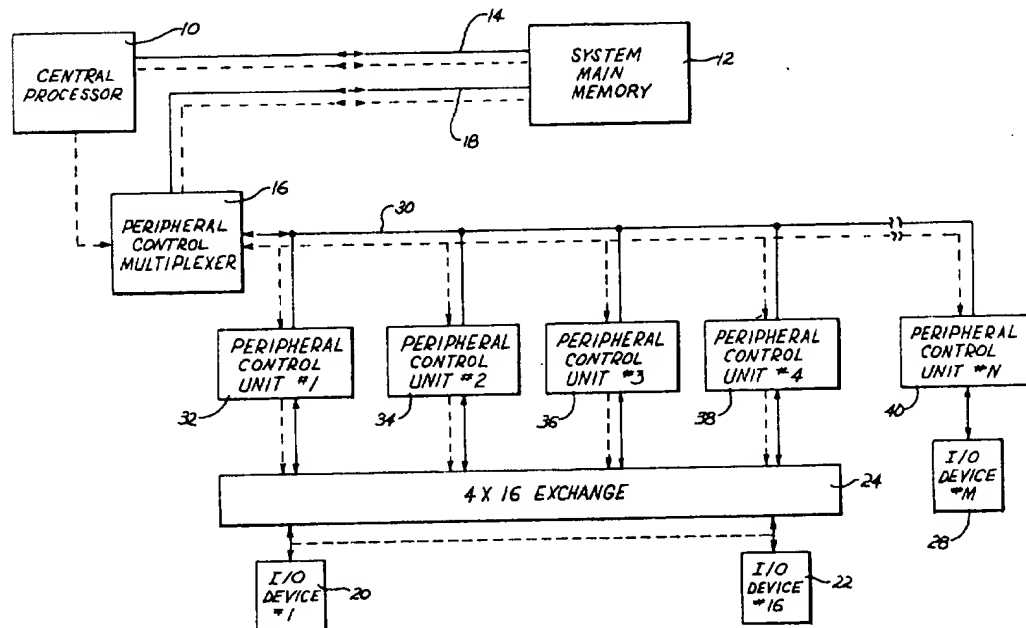 10
14
12
CENTRAL
PROCESSOR
SYSTEM
MAIN
MEMORY
18
16
PERIPHERAL
CONTROL
MULTIPLEXER
30
PERIPHERAL
CONTROL
UNIT #1
32
PERIPHERAL
CONTROL
UNIT #2
34
PERIPHERAL
CONTROL
UNIT #3
36
PERIPHERAL
CONTROL
UNIT #4
38
PERIPHERAL
CONTROL
UNIT #N
40
4 X 16 EXCHANGE
24
I/O
DEVICE
#M
28
I/O
DEVICE
#1
20
I/O
DEVICE
#16
22